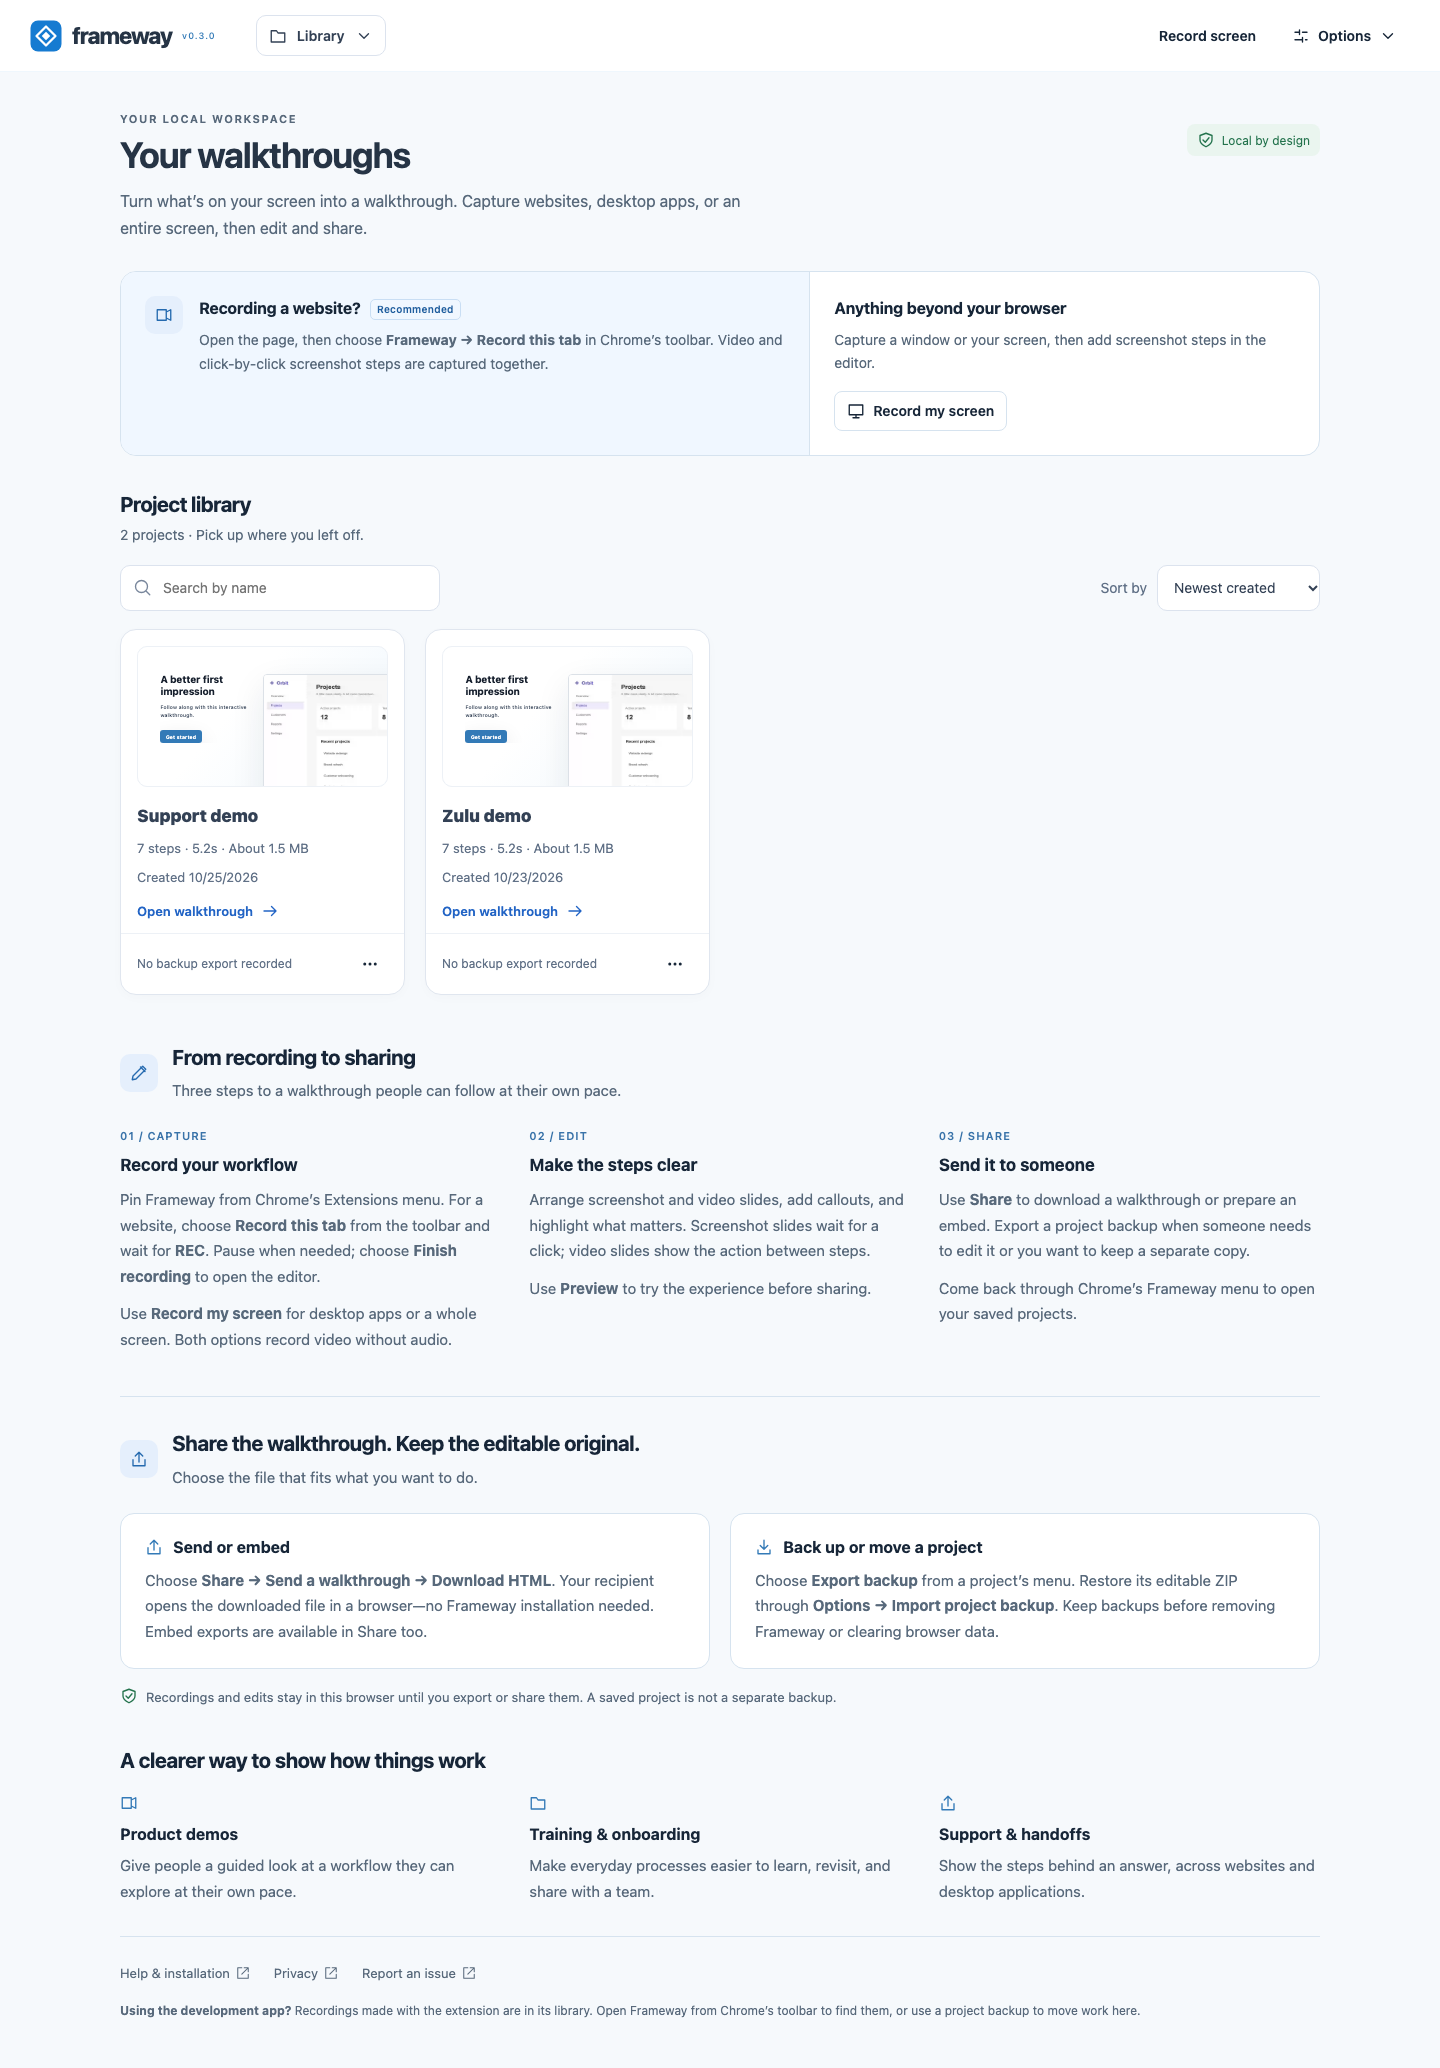 frameway v0.3.0 Library Record screen Options
YOUR LOCAL WORKSPACE
Your walkthroughs
Local by design
Turn what's on your screen into a walkthrough. Capture websites, desktop apps, or an
entire screen, then edit and share.
Recording a website? Recommended
Open the page, then choose Frameway → Record this tab in Chrome's toolbar. Video and
click-by-click screenshot steps are captured together.
Anything beyond your browser
Capture a window or your screen, then add screenshot steps in the
editor.
Record my screen
Project library
2 projects · Pick up where you left off.
Search by name
Sort by Newest created
A better first
impression
Follow along with this interactive
walkthrough.
Get started
Orbit
Projects
Projects
12
8
Recent projects
Support demo
7 steps · 5.2s · About 1.5 MB
Created 10/25/2026
Open walkthrough
No backup export recorded
A better first
impression
Follow along with this interactive
walkthrough.
Get started
Orbit
Projects
Projects
12
8
Recent projects
Zulu demo
7 steps · 5.2s · About 1.5 MB
Created 10/23/2026
Open walkthrough
No backup export recorded
From recording to sharing
Three steps to a walkthrough people can follow at their own pace.
01 / CAPTURE
Record your workflow
Pin Frameway from Chrome's Extensions menu. For a
website, choose Record this tab from the toolbar and
wait for REC. Pause when needed; choose Finish
recording to open the editor.
Use Record my screen for desktop apps or a whole
screen. Both options record video without audio.
02 / EDIT
Make the steps clear
Arrange screenshot and video slides, add callouts, and
highlight what matters. Screenshot slides wait for a
click; video slides show the action between steps.
Use Preview to try the experience before sharing.
03 / SHARE
Send it to someone
Use Share to download a walkthrough or prepare an
embed. Export a project backup when someone needs
to edit it or you want to keep a separate copy.
Come back through Chrome's Frameway menu to open
your saved projects.
Share the walkthrough. Keep the editable original.
Choose the file that fits what you want to do.
Send or embed
Choose Share → Send a walkthrough → Download HTML. Your recipient
opens the downloaded file in a browser—no Frameway installation needed.
Embed exports are available in Share too.
Back up or move a project
Choose Export backup from a project's menu. Restore its editable ZIP
through Options → Import project backup. Keep backups before removing
Frameway or clearing browser data.
Recordings and edits stay in this browser until you export or share them. A saved project is not a separate backup.
A clearer way to show how things work
Product demos
Give people a guided look at a workflow they can
explore at their own pace.
Training & onboarding
Make everyday processes easier to learn, revisit, and
share with a team.
Support & handoffs
Show the steps behind an answer, across websites and
desktop applications.
Help & installation Privacy Report an issue
Using the development app? Recordings made with the extension are in its library. Open Frameway from Chrome's toolbar to find them, or use a project backup to move work here.